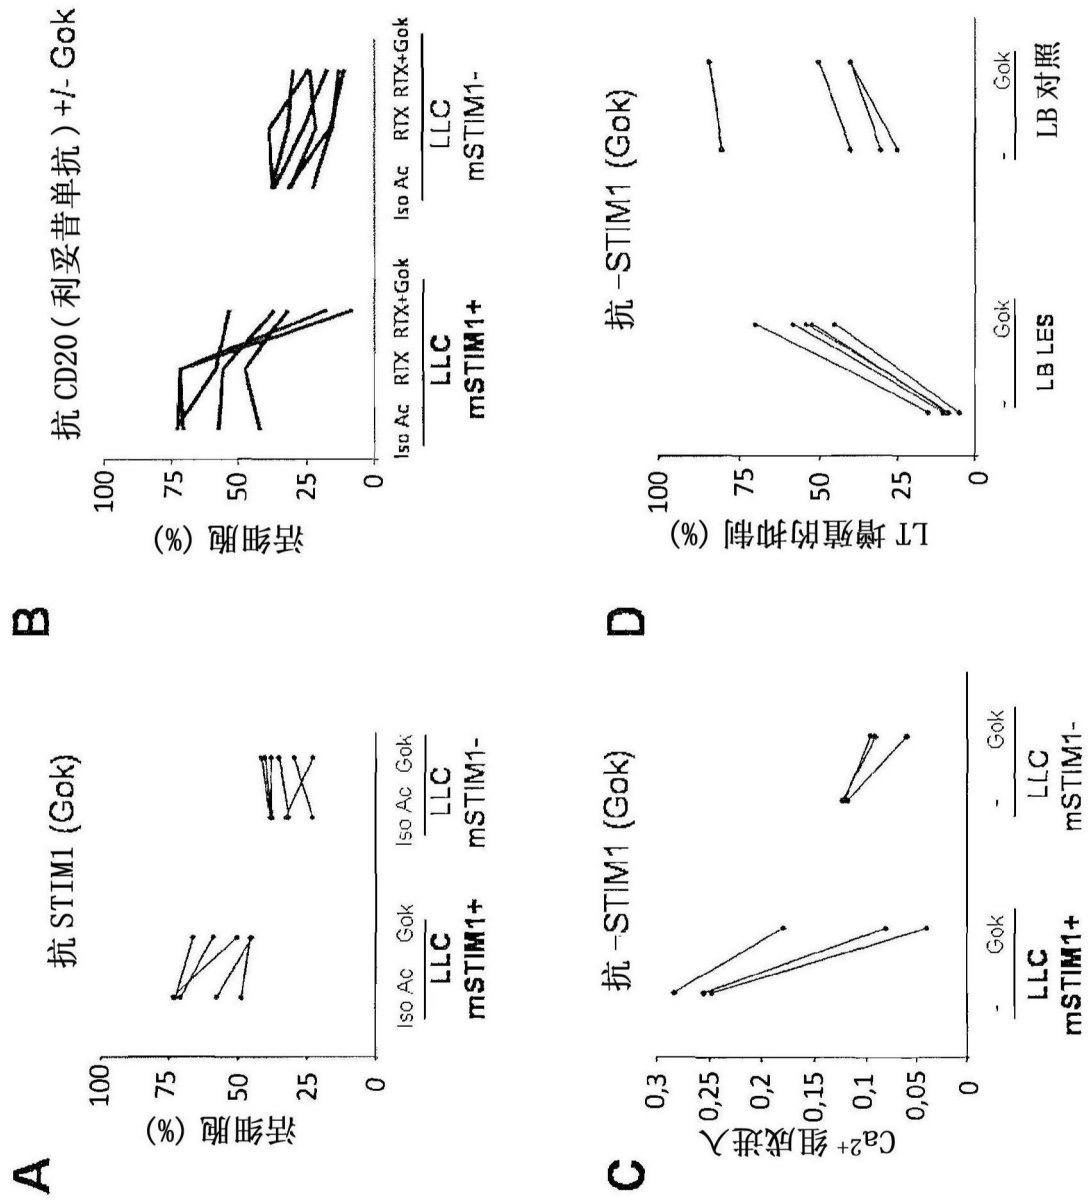 A
抗 STIM1 (Gok)
活细胞 (%)
100
75
50
25
0
Iso Ac Gok Iso Ac Gok
LLC LLC
mSTIM1+ mSTIM1-
B
抗 CD20 (利妥昔单抗) +/- Gok
活细胞 (%)
100
75
50
25
0
Iso Ac RTX RTX+Gok Iso Ac RTX RTX+Gok
LLC LLC
mSTIM1+ mSTIM1-
C
抗 -STIM1 (Gok)
Ca²⁺ 组成进入
0,3
0,25
0,2
0,15
0,1
0,05
0
- Gok - Gok
LLC LLC
mSTIM1+ mSTIM1-
D
抗 -STIM1 (Gok)
LT 增殖的抑制 (%)
100
75
50
25
0
- Gok - Gok
LB LES LB 对照